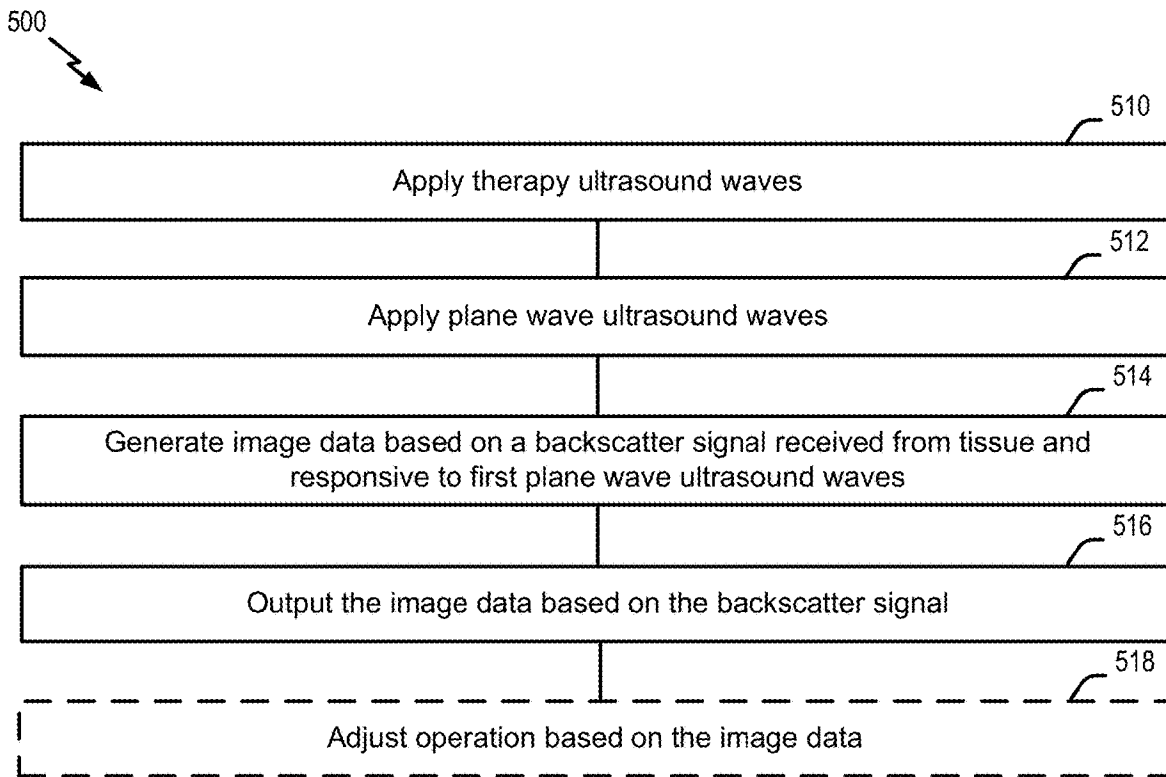 500
510
Apply therapy ultrasound waves
512
Apply plane wave ultrasound waves
514
Generate image data based on a backscatter signal received from tissue and
responsive to first plane wave ultrasound waves
516
Output the image data based on the backscatter signal
518
Adjust operation based on the image data